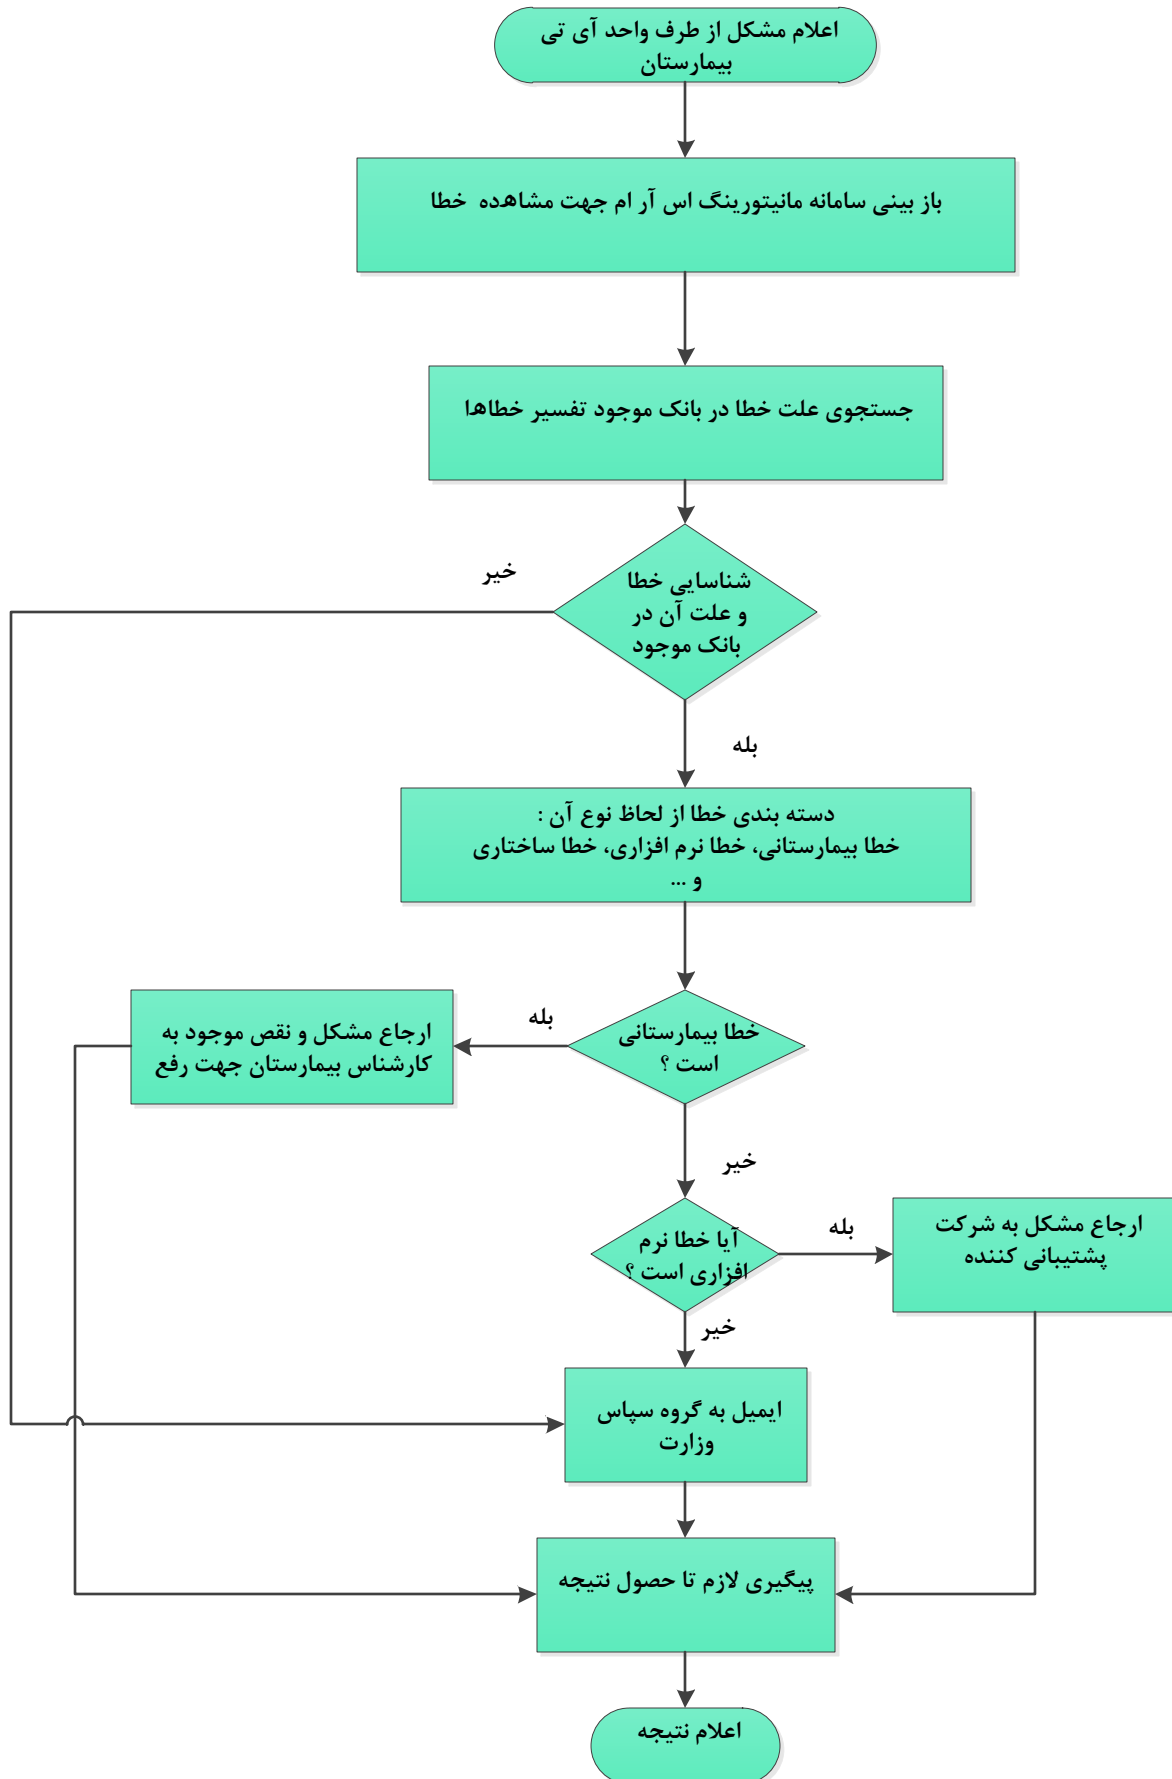 اعلام مشکل از طرف واحد آی تی
بیمارستان
باز بینی سامانه مانیتورینگ اس آر ام جهت مشاهده خطا
جستجوی علت خطا در بانک موجود تفسیر خطاها
شناسایی خطا
و علت آن در
بانک موجود
خیر
بله
دسته بندی خطا از لحاظ نوع آن :
خطا بیمارستانی، خطا نرم افزاری، خطا ساختاری
و ...
خطا بیمارستانی
است ؟
بله
ارجاع مشکل و نقص موجود به
کارشناس بیمارستان جهت رفع
خیر
آیا خطا نرم
افزاری است ؟
بله
ارجاع مشکل به شرکت
پشتیبانی کننده
خیر
ایمیل به گروه سپاس
وزارت
پیگیری لازم تا حصول نتیجه
اعلام نتیجه